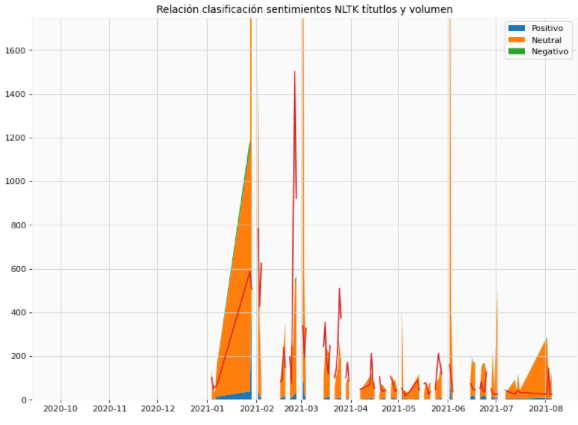 Relación clasificación sentimientos NLTK títutlos y volumen
Positivo
Neutral
Negativo
1600
1400
1200
1000
800
600
400
200
0
2020-10 2020-11 2020-12 2021-01 2021-02 2021-03 2021-04 2021-05 2021-06 2021-07 2021-08